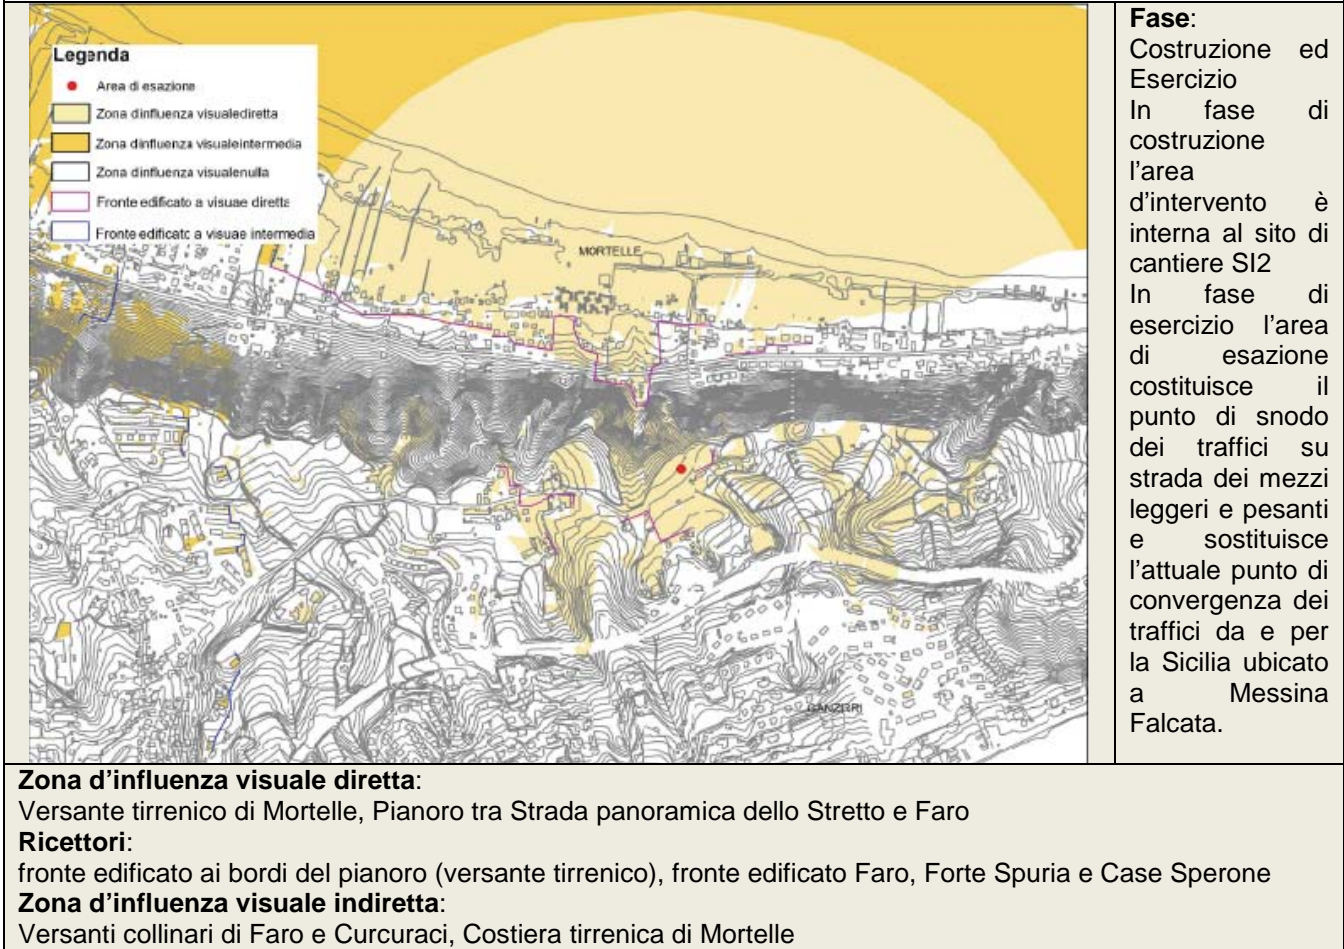 Legenda
Area di esazione
Zona dinfluenza visualediretta
Zona dinfluenza visualeintermedia
Zona dinfluenza visualenulla
Fronte edificato a visuae diretta
Fronte edificato a visuae intermedia
MORTELLE
GANZIRRI
Fase:
Costruzione ed
Esercizio
In fase di
costruzione
l'area
d'intervento è
interna al sito di
cantiere SI2
In fase di
esercizio l'area
di esazione
costituisce il
punto di snodo
dei traffici su
strada dei mezzi
leggeri e pesanti
e sostituisce
l'attuale punto di
convergenza dei
traffici da e per
la Sicilia ubicato
a Messina
Falcata.
Zona d'influenza visuale diretta:
Versante tirrenico di Mortelle, Pianoro tra Strada panoramica dello Stretto e Faro
Ricettori:
fronte edificato ai bordi del pianoro (versante tirrenico), fronte edificato Faro, Forte Spuria e Case Sperone
Zona d'influenza visuale indiretta:
Versanti collinari di Faro e Curcuraci, Costiera tirrenica di Mortelle